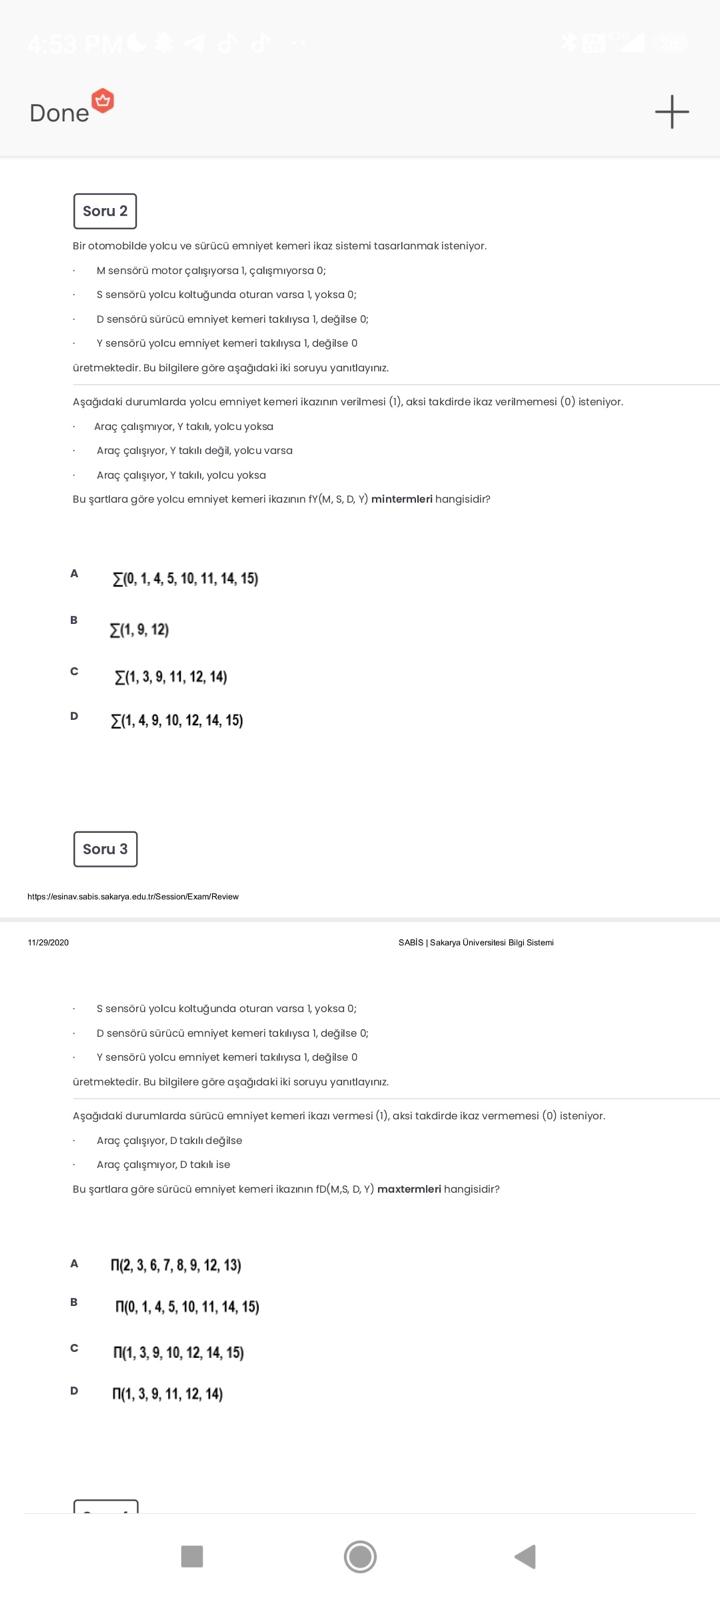 4:53 PM
Done
Soru 2
Bir otomobilde yolcu ve sürücü emniyet kemeri ikaz sistemi tasarlanmak isteniyor.
· M sensörü motor çalışıyorsa 1, çalışmıyorsa 0;
· S sensörü yolcu koltuğunda oturan varsa 1, yoksa 0;
· D sensörü sürücü emniyet kemeri takılıysa 1, değilse 0;
· Y sensörü yolcu emniyet kemeri takılıysa 1, değilse 0
üretmektedir. Bu bilgilere göre aşağıdaki iki soruyu yanıtlayınız.
Aşağıdaki durumlarda yolcu emniyet kemeri ikazının verilmesi (1), aksi takdirde ikaz verilmemesi (0) isteniyor.
· Araç çalışmıyor, Y takılı, yolcu yoksa
· Araç çalışıyor, Y takılı değil, yolcu varsa
· Araç çalışıyor, Y takılı, yolcu yoksa
Bu şartlara göre yolcu emniyet kemeri ikazının fY(M, S, D, Y) mintermleri hangisidir?
A ∑(0, 1, 4, 5, 10, 11, 14, 15)
B ∑(1, 9, 12)
C ∑(1, 3, 9, 11, 12, 14)
D ∑(1, 4, 9, 10, 12, 14, 15)
Soru 3
https://esinav.sabis.sakarya.edu.tr/Session/Exam/Review
11/29/2020 SABİS | Sakarya Üniversitesi Bilgi Sistemi
· S sensörü yolcu koltuğunda oturan varsa 1, yoksa 0;
· D sensörü sürücü emniyet kemeri takılıysa 1, değilse 0;
· Y sensörü yolcu emniyet kemeri takılıysa 1, değilse 0
üretmektedir. Bu bilgilere göre aşağıdaki iki soruyu yanıtlayınız.
Aşağıdaki durumlarda sürücü emniyet kemeri ikazı vermesi (1), aksi takdirde ikaz vermemesi (0) isteniyor.
· Araç çalışıyor, D takılı değilse
· Araç çalışmıyor, D takılı ise
Bu şartlara göre sürücü emniyet kemeri ikazının fD(M,S, D, Y) maxtermleri hangisidir?
A Π(2, 3, 6, 7, 8, 9, 12, 13)
B Π(0, 1, 4, 5, 10, 11, 14, 15)
C Π(1, 3, 9, 10, 12, 14, 15)
D Π(1, 3, 9, 11, 12, 14)